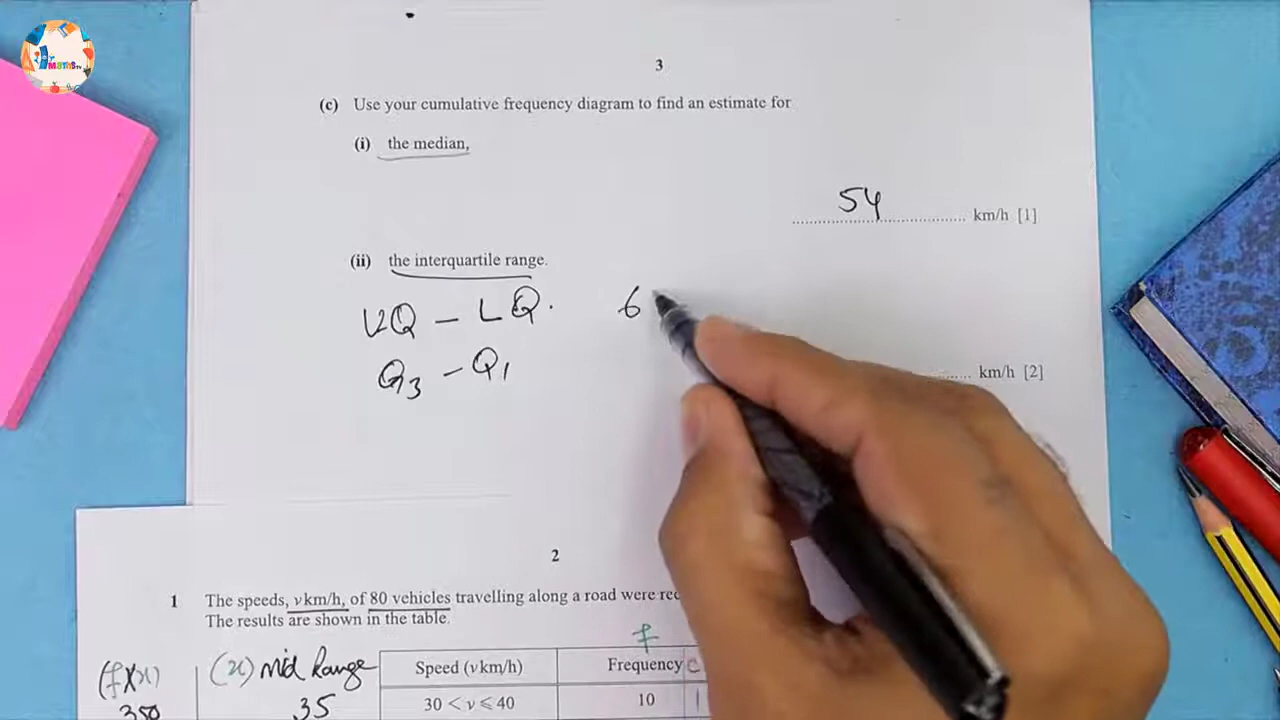 3
(c) Use your cumulative frequency diagram to find an estimate for
(i) the median,
54
........................................ km/h [1]
(ii) the interquartile range.
UQ – LQ. 6
Q3 – Q1
........... km/h [2]
2
1 The speeds, v km/h, of 80 vehicles travelling along a road were
The results are shown in the table.
f
(f×x) (x) mid Range Speed (v km/h) Frequency
350 35 30 < v ⩽ 40 10